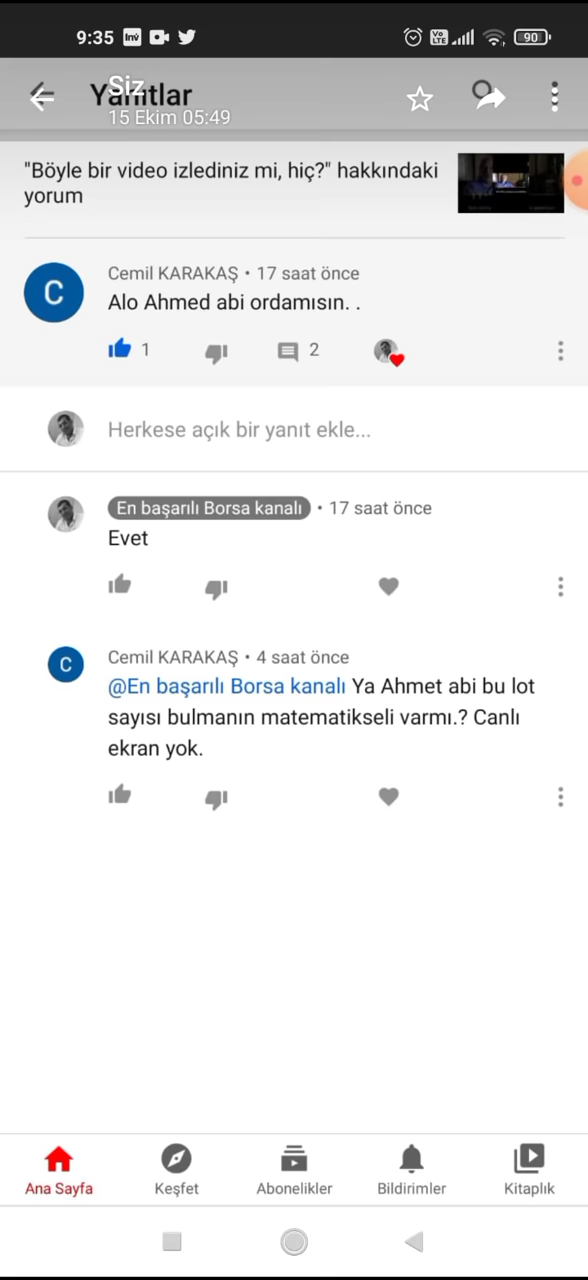 9:35 inv VO LTE 90
Yanıtlar
Siz
15 Ekim 05:49
"Böyle bir video izlediniz mi, hiç?" hakkındaki
yorum
Cemil KARAKAŞ • 17 saat önce
C
Alo Ahmed abi ordamısın. .
1 2
Herkese açık bir yanıt ekle...
En başarılı Borsa kanalı • 17 saat önce
Evet
Cemil KARAKAŞ • 4 saat önce
C
@En başarılı Borsa kanalı Ya Ahmet abi bu lot
sayısı bulmanın matematikseli varmı.? Canlı
ekran yok.
Ana Sayfa Keşfet Abonelikler Bildirimler Kitaplık